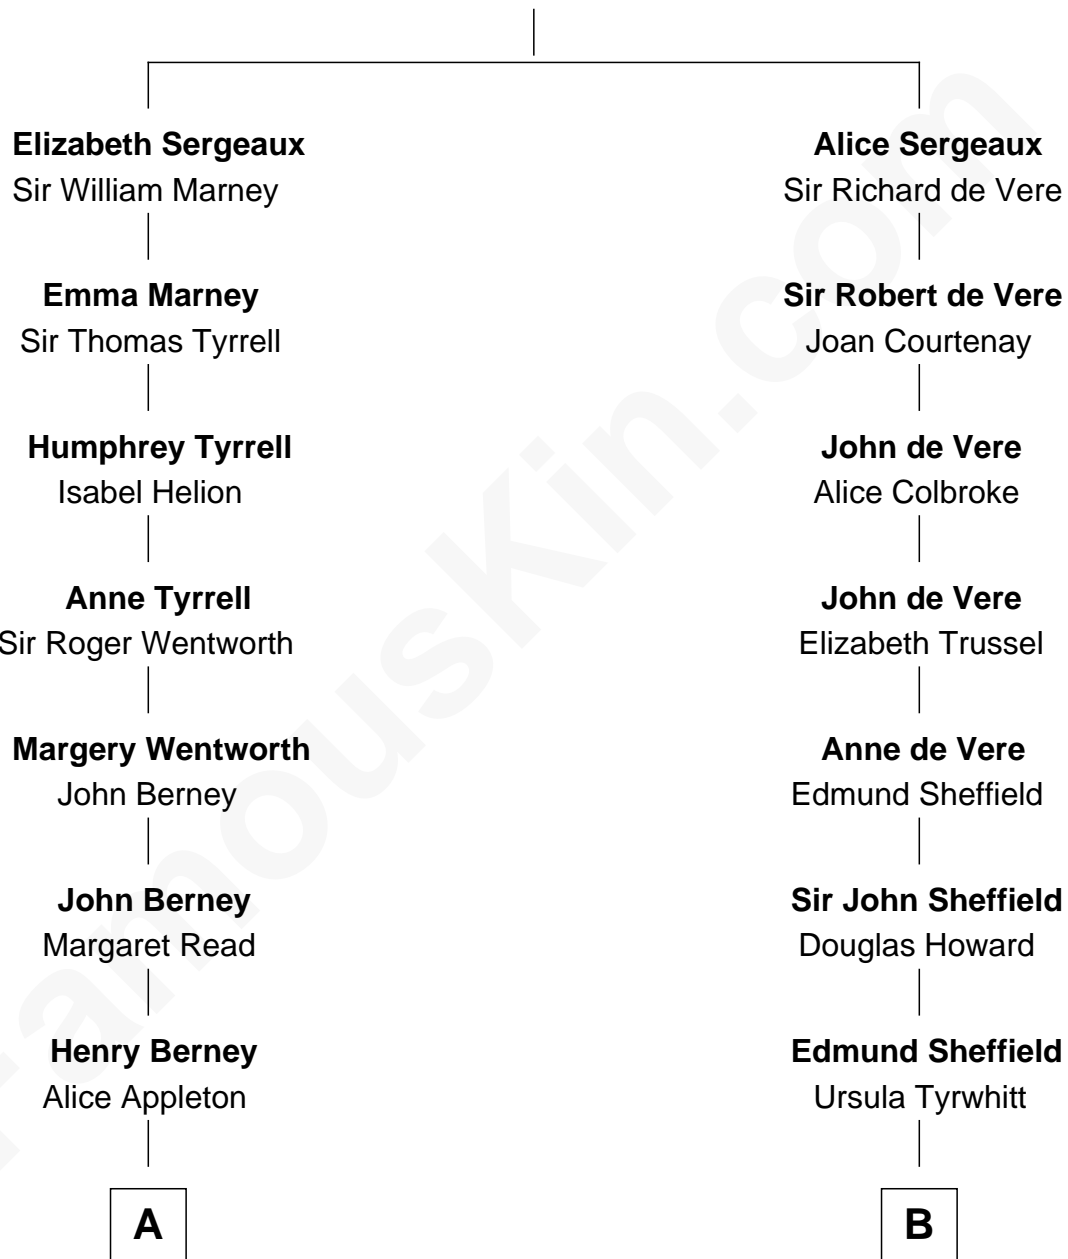 Elizabeth Sergeaux
Sir William Marney
Alice Sergeaux
Sir Richard de Vere
Emma Marney
Sir Thomas Tyrrell
Sir Robert de Vere
Joan Courtenay
Humphrey Tyrrell
Isabel Helion
John de Vere
Alice Colbroke
Anne Tyrrell
Sir Roger Wentworth
John de Vere
Elizabeth Trussel
Margery Wentworth
John Berney
Anne de Vere
Edmund Sheffield
John Berney
Margaret Read
Sir John Sheffield
Douglas Howard
Henry Berney
Alice Appleton
Edmund Sheffield
Ursula Tyrwhitt
A
B
FamousKin.com